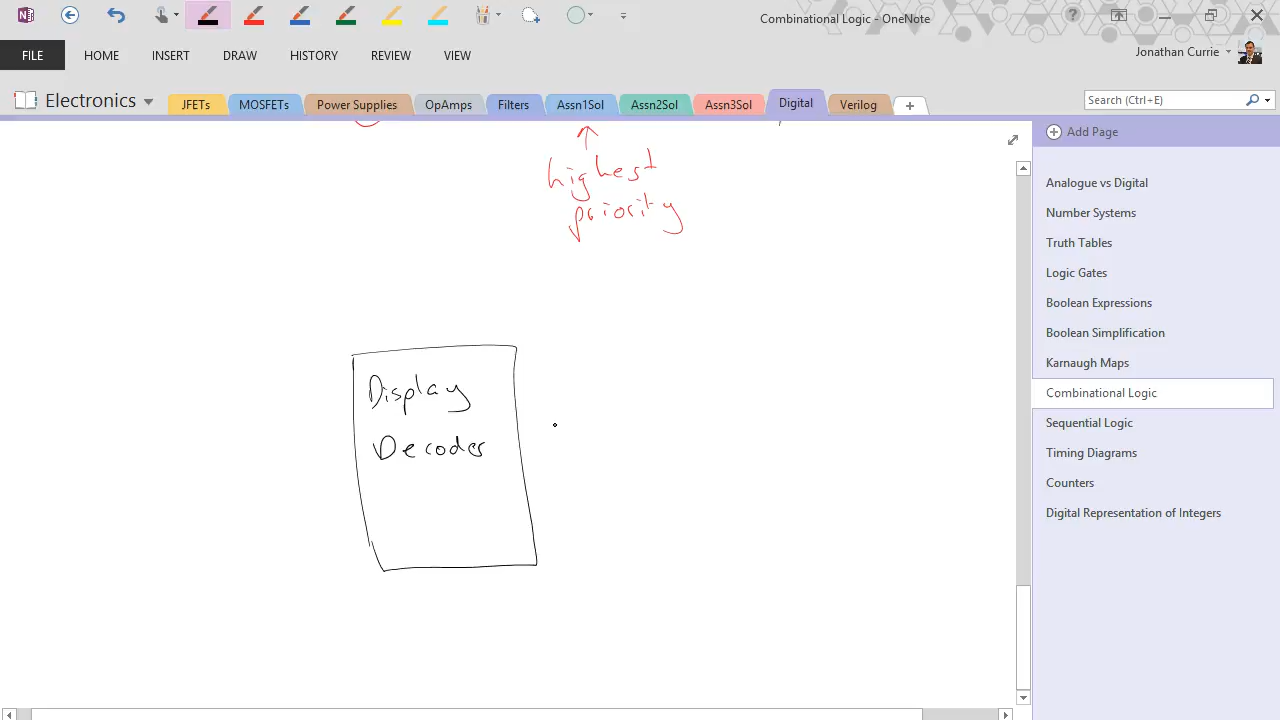 Combinational Logic - OneNote
?
FILE
HOME
INSERT
DRAW
HISTORY
REVIEW
VIEW
Jonathan Currie
Electronics
JFETs
MOSFETs
Power Supplies
OpAmps
Filters
Assn1Sol
Assn2Sol
Assn3Sol
Digital
Verilog
Search (Ctrl+E)
highest
priority
Display
Decoder
Add Page
Analogue vs Digital
Number Systems
Truth Tables
Logic Gates
Boolean Expressions
Boolean Simplification
Karnaugh Maps
Combinational Logic
Sequential Logic
Timing Diagrams
Counters
Digital Representation of Integers